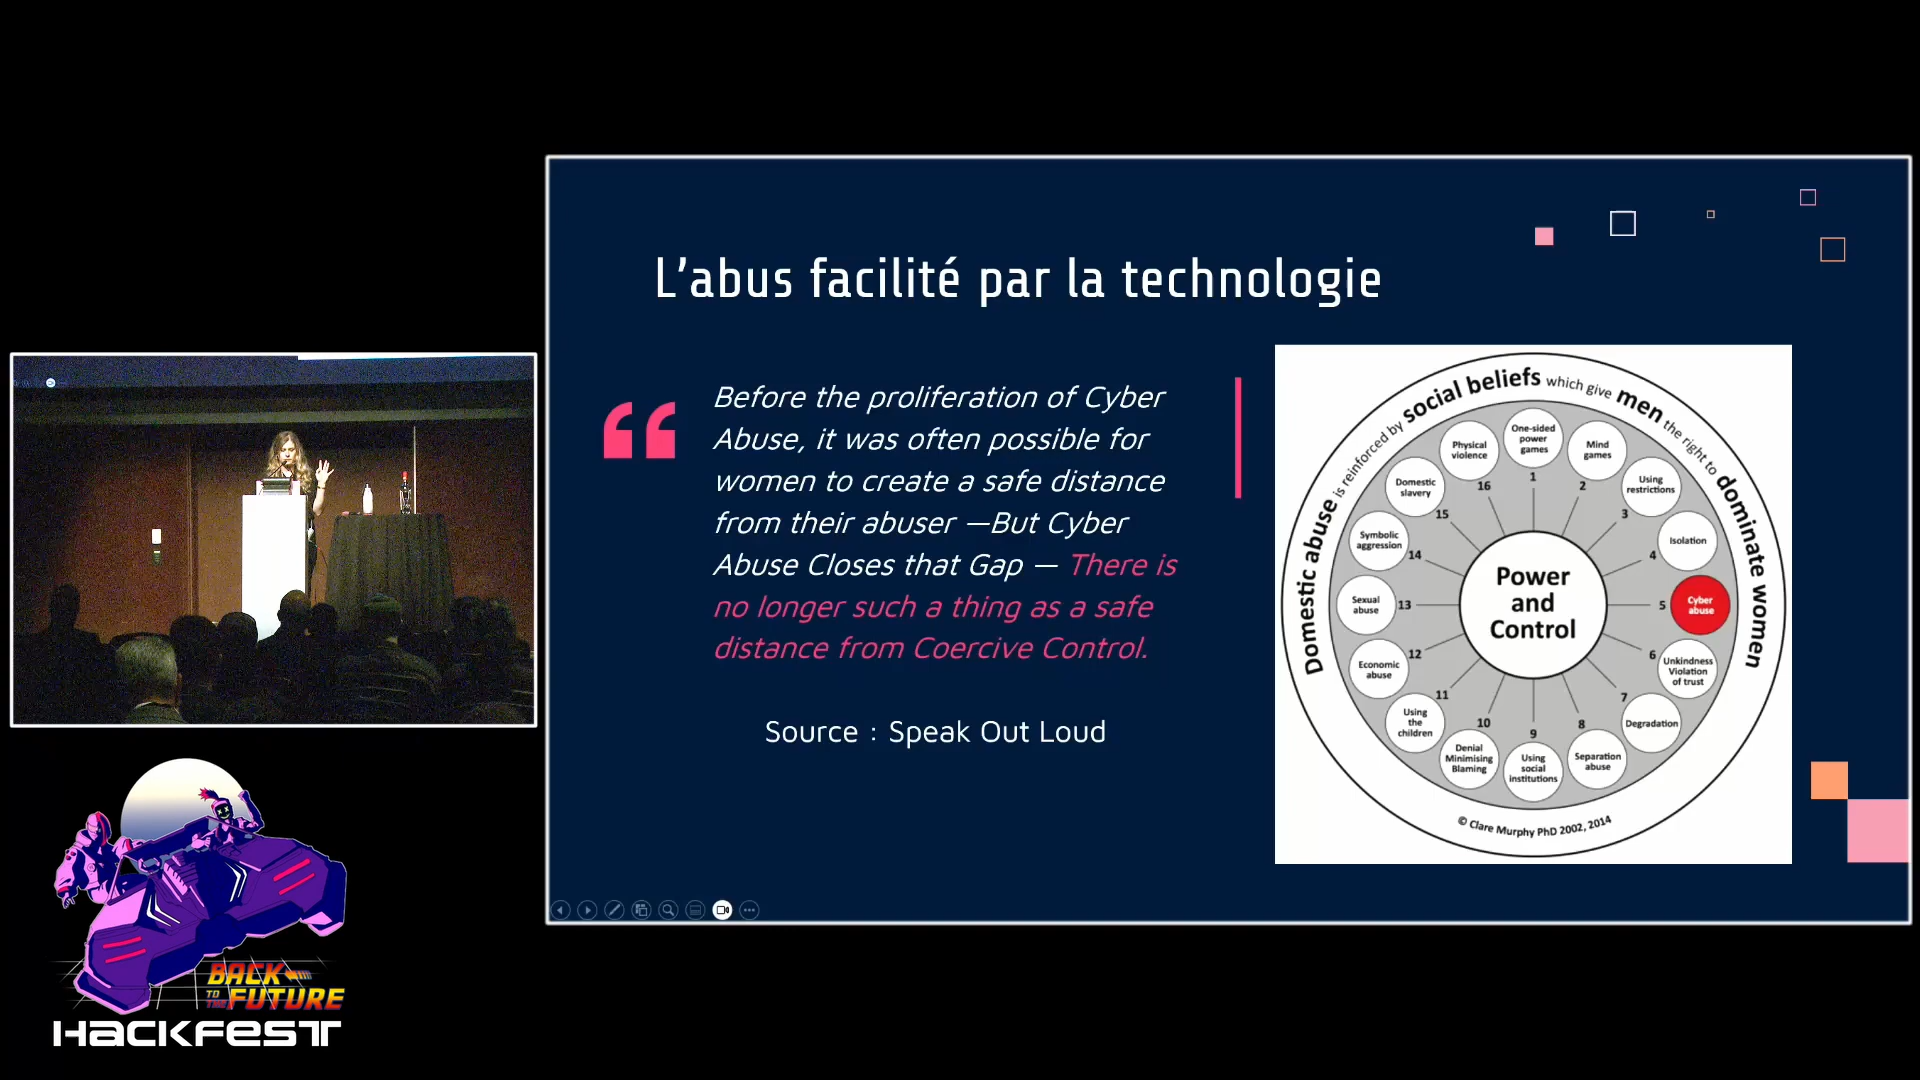 L'abus facilité par la technologie
“
Before the proliferation of Cyber
Abuse, it was often possible for
women to create a safe distance
from their abuser —But Cyber
Abuse Closes that Gap — There is
no longer such a thing as a safe
distance from Coercive Control.
Source : Speak Out Loud
Domestic abuse is reinforced by social beliefs which give men the right to dominate women
One-sided
power
games
1
Mind
games
2
Using
restrictions
3
Isolation
4
Cyber
abuse
5
Unkindness
Violation
of trust
6
Degradation
7
Separation
abuse
8
Using
social
institutions
9
Denial
Minimising
Blaming
10
Using
the
children
11
Economic
abuse
12
Sexual
abuse
13
Symbolic
aggression
14
Domestic
slavery
15
Physical
violence
16
Power
and
Control
© Clare Murphy PhD 2002, 2014
BACK
TO THE FUTURE
HACKFEST